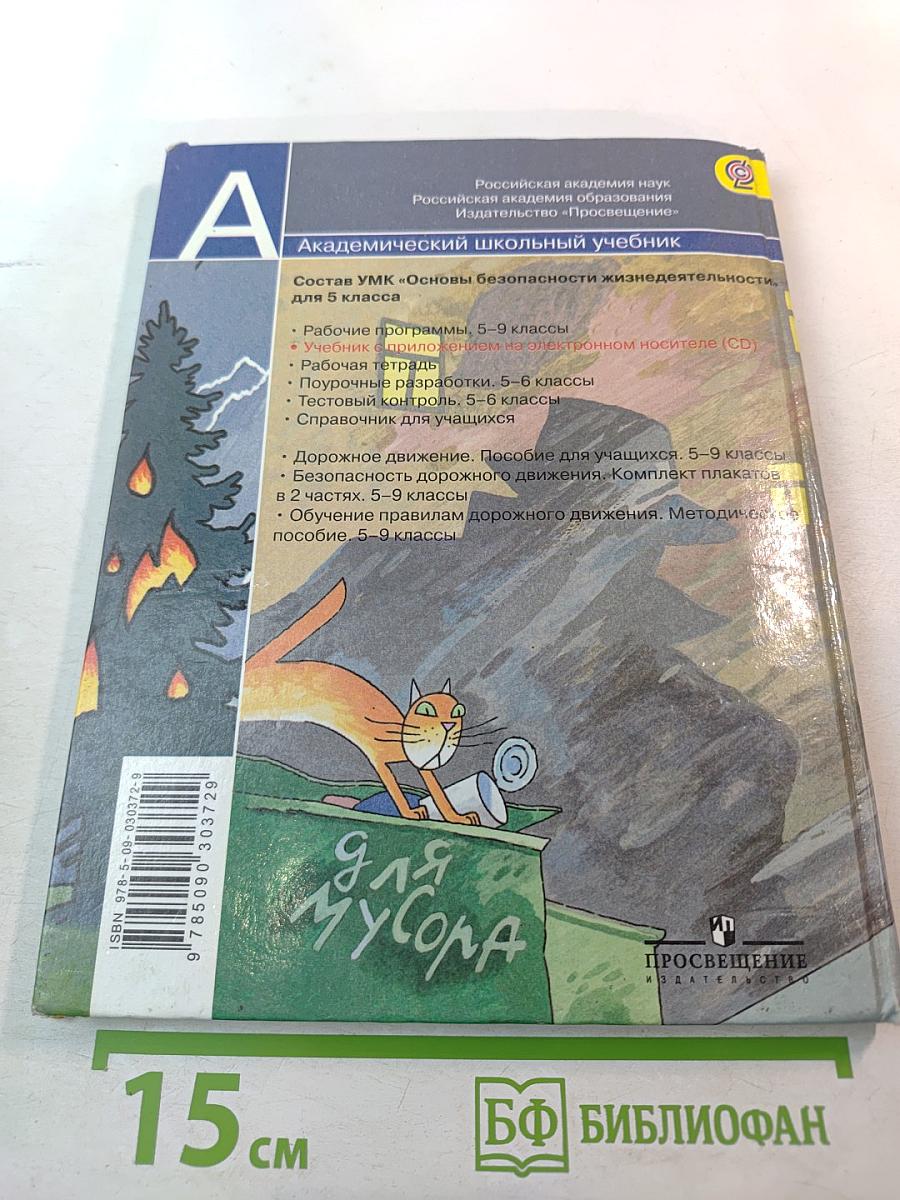 А
Российская академия наук
Российская академия образования
Издательство «Просвещение»
Академический школьный учебник
Состав УМК «Основы безопасности жизнедеятельности»
для 5 класса
• Рабочие программы. 5–9 классы
• Учебник с приложением на электронном носителе (CD)
• Рабочая тетрадь
• Поурочные разработки. 5–6 классы
• Тестовый контроль. 5–6 классы
• Справочник для учащихся
• Дорожное движение. Пособие для учащихся. 5–9 классы
• Безопасность дорожного движения. Комплект плакатов
в 2 частях. 5–9 классы
• Обучение правилам дорожного движения. Методическое
пособие. 5–9 классы
ISBN 978-5-09-030372-9
9 785090 303729
для
мусора
ИП
ПРОСВЕЩЕНИЕ
ИЗДАТЕЛЬСТВО
15 см
БФ БИБЛИОФАН